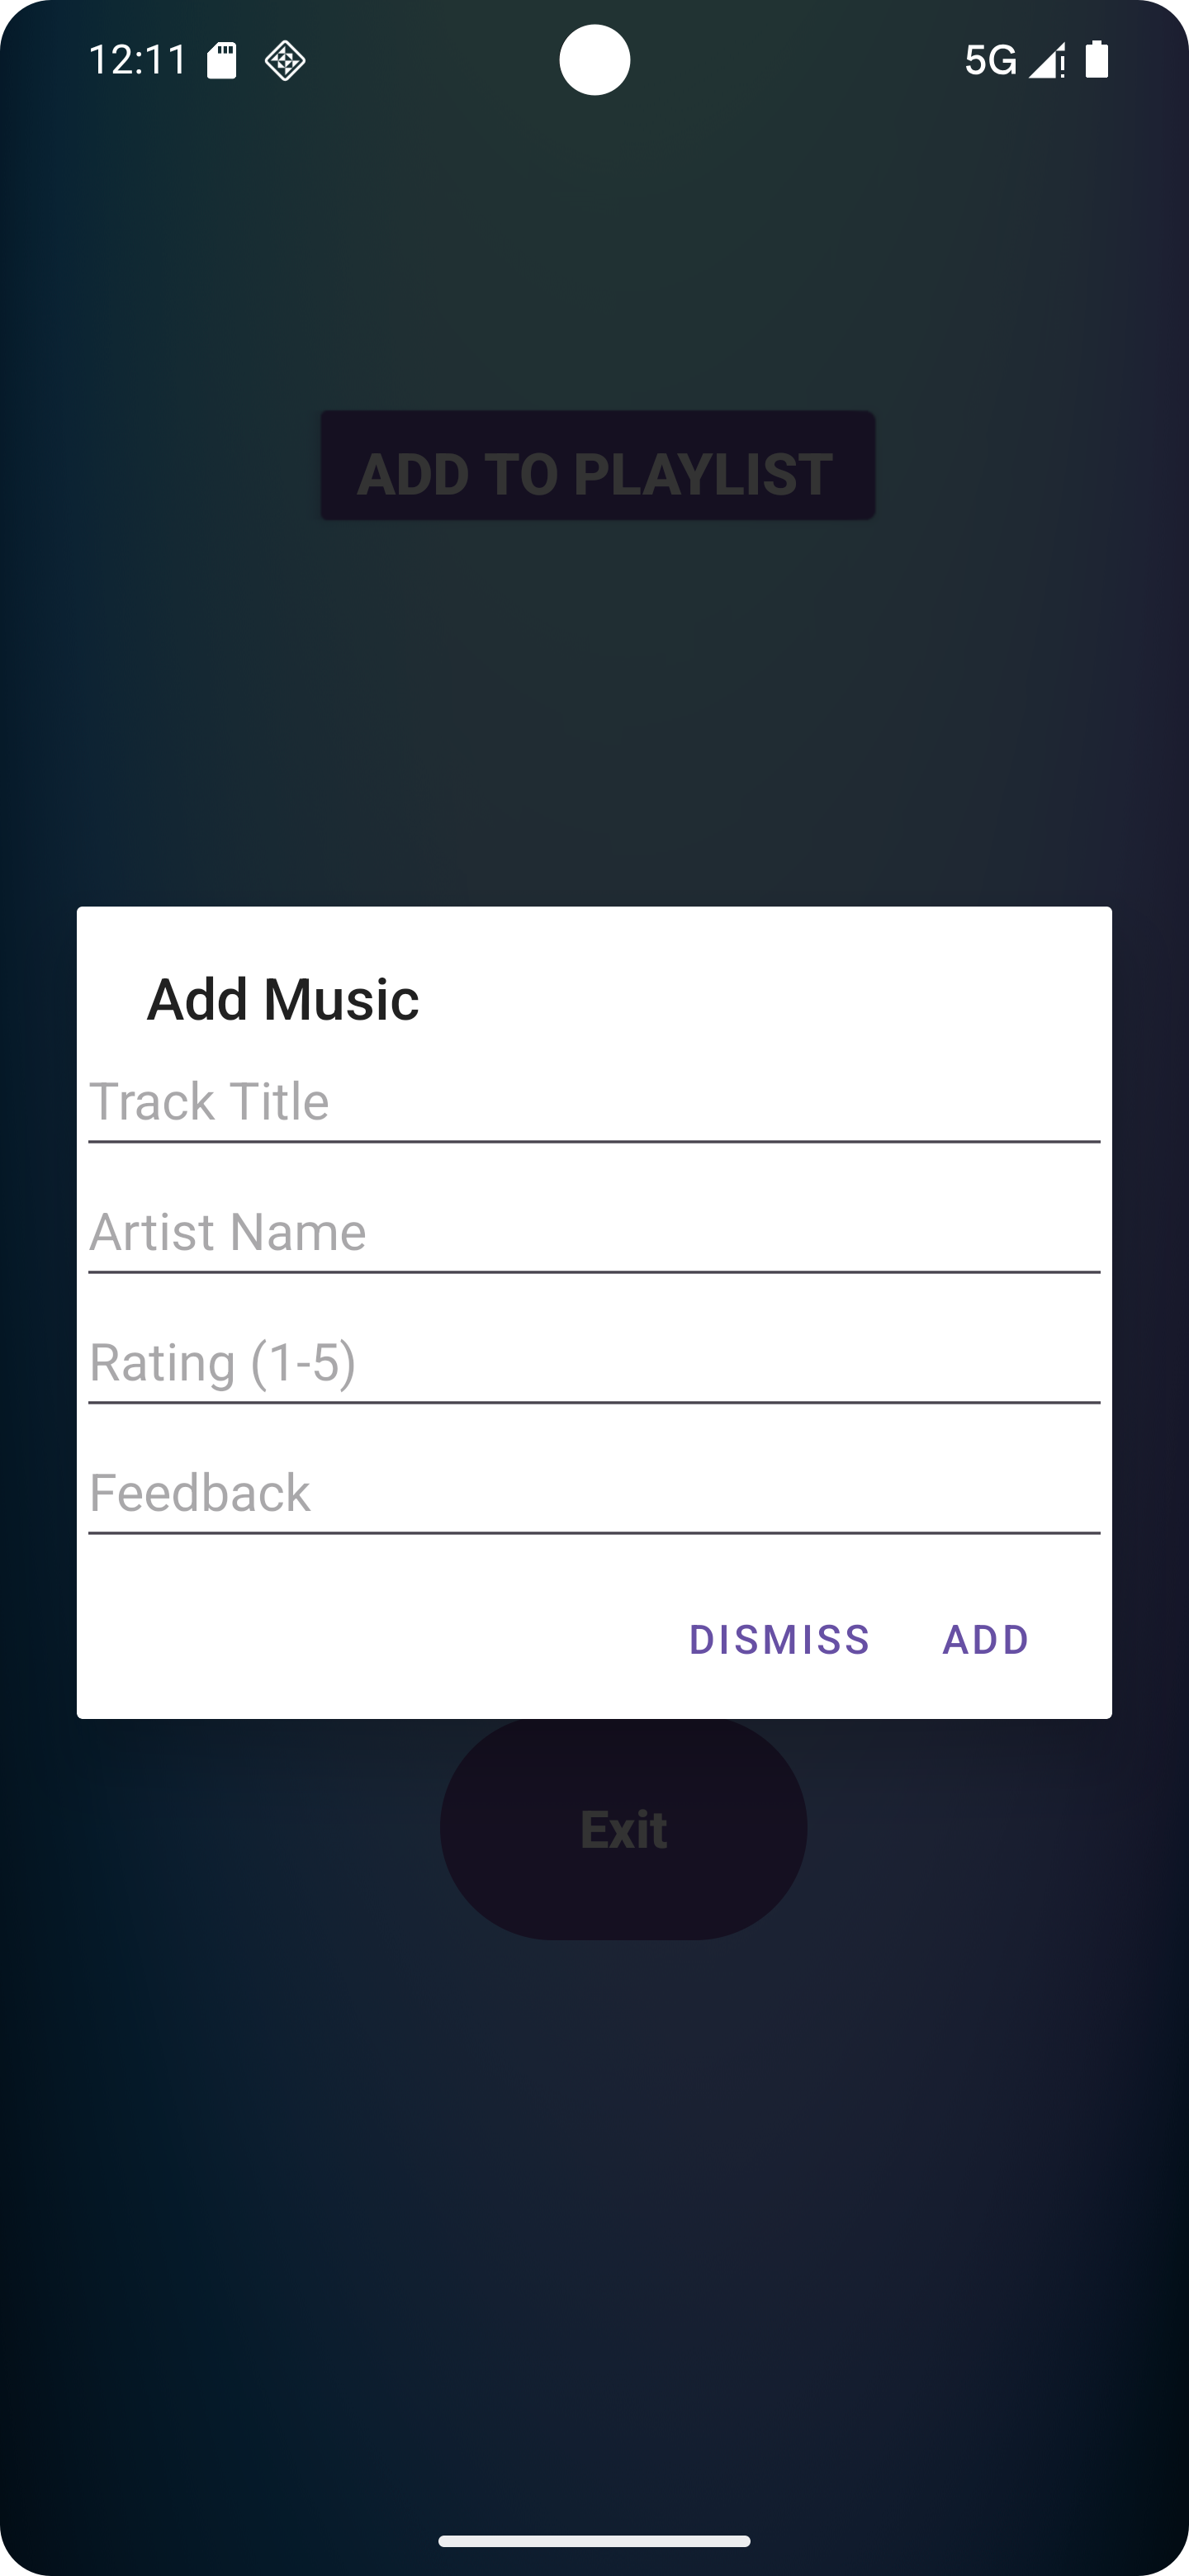 12:11
5G
ADD TO PLAYLIST
Add Music
Track Title
Artist Name
Rating (1-5)
Feedback
DISMISS ADD
Exit